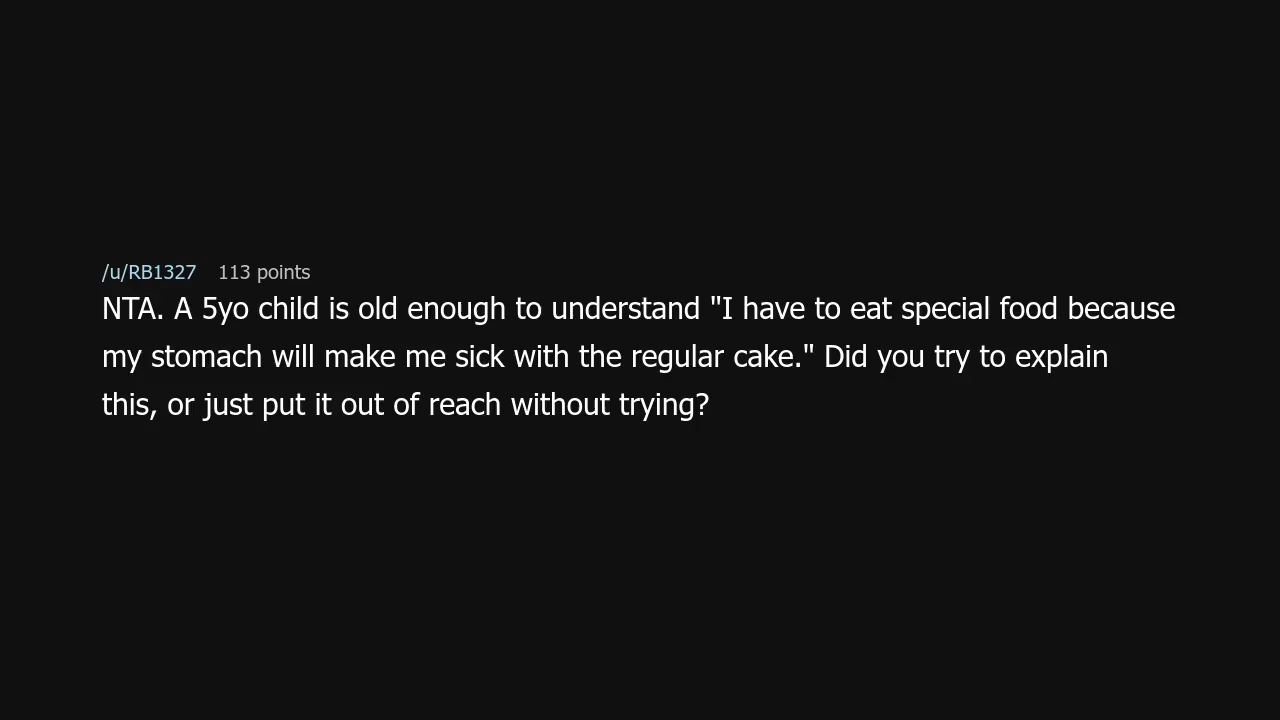 /u/RB1327 113 points
NTA. A 5yo child is old enough to understand "I have to eat special food because
my stomach will make me sick with the regular cake." Did you try to explain
this, or just put it out of reach without trying?